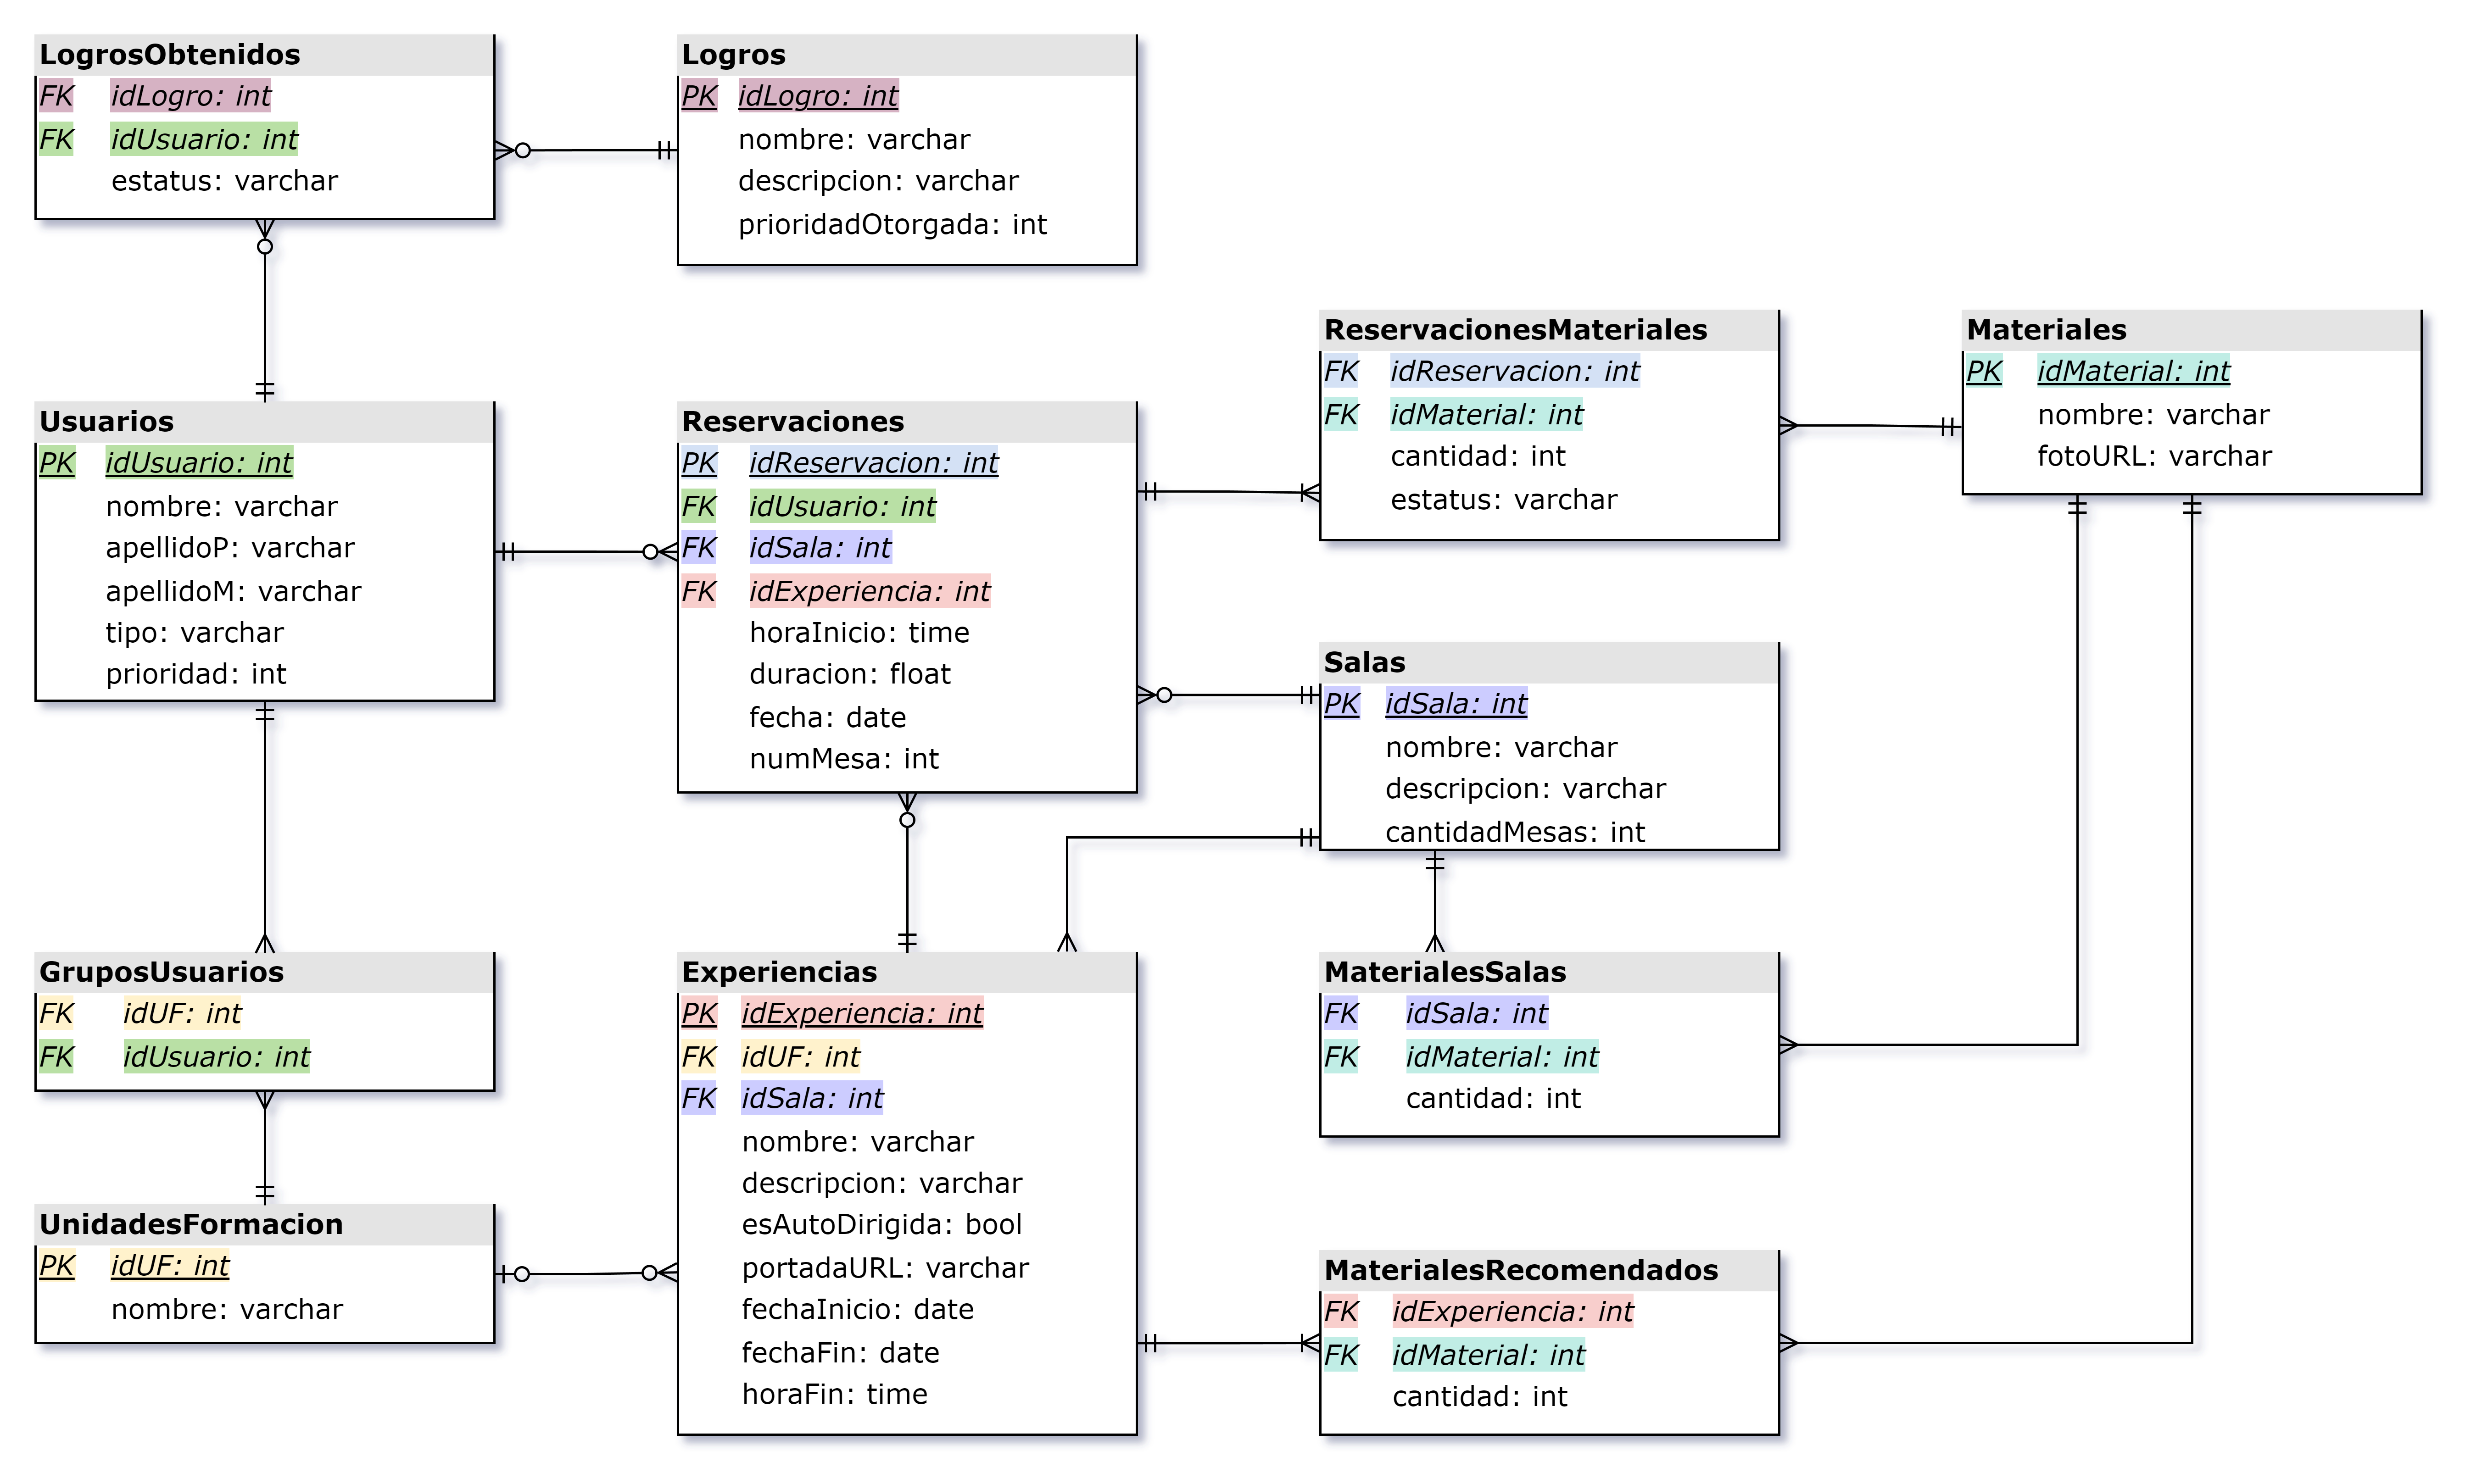 LogrosObtenidos
FK idLogro: int
FK idUsuario: int
estatus: varchar
Logros
PK idLogro: int
nombre: varchar
descripcion: varchar
prioridadOtorgada: int
ReservacionesMateriales
FK idReservacion: int
FK idMaterial: int
cantidad: int
estatus: varchar
Materiales
PK idMaterial: int
nombre: varchar
fotoURL: varchar
Usuarios
PK idUsuario: int
nombre: varchar
apellidoP: varchar
apellidoM: varchar
tipo: varchar
prioridad: int
Reservaciones
PK idReservacion: int
FK idUsuario: int
FK idSala: int
FK idExperiencia: int
horaInicio: time
duracion: float
fecha: date
numMesa: int
Salas
PK idSala: int
nombre: varchar
descripcion: varchar
cantidadMesas: int
GruposUsuarios
FK idUF: int
FK idUsuario: int
Experiencias
PK idExperiencia: int
FK idUF: int
FK idSala: int
nombre: varchar
descripcion: varchar
esAutoDirigida: bool
portadaURL: varchar
fechaInicio: date
fechaFin: date
horaFin: time
MaterialesSalas
FK idSala: int
FK idMaterial: int
cantidad: int
UnidadesFormacion
PK idUF: int
nombre: varchar
MaterialesRecomendados
FK idExperiencia: int
FK idMaterial: int
cantidad: int